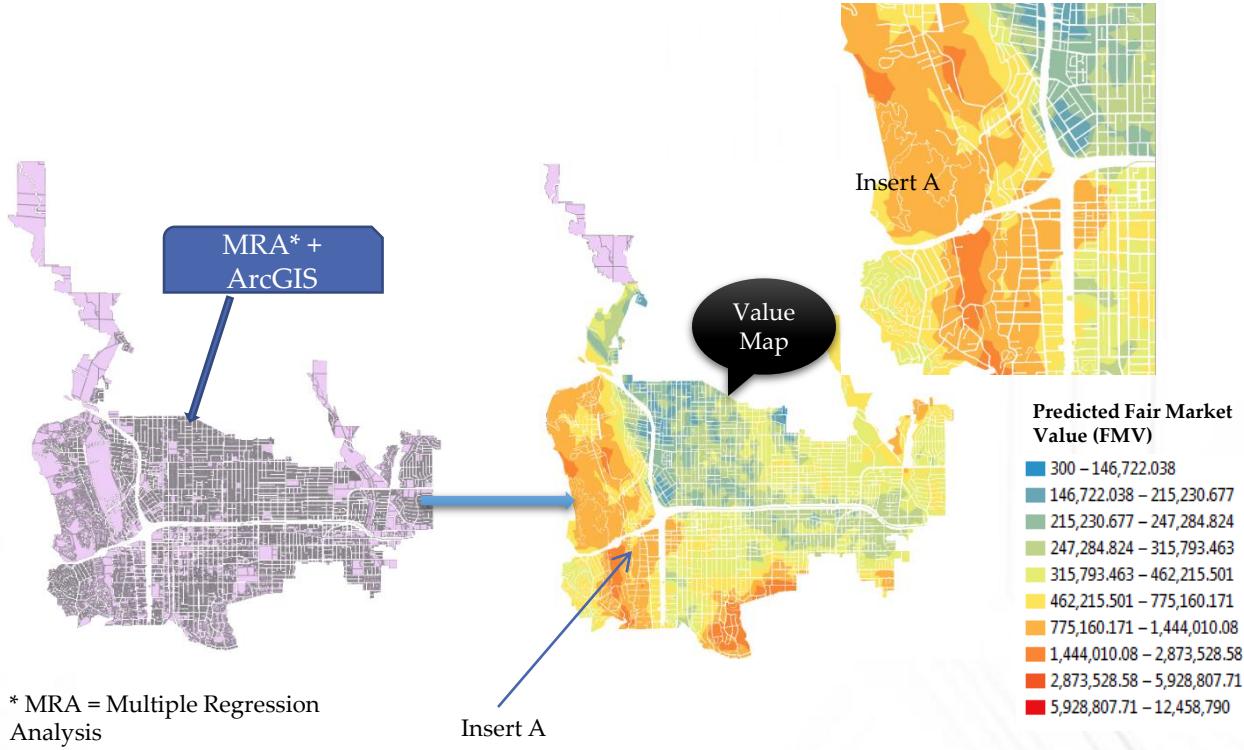 Insert A
MRA* +
ArcGIS
Value
Map
Predicted Fair Market
Value (FMV)
300 – 146,722.038
146,722.038 – 215,230.677
215,230.677 – 247,284.824
247,284.824 – 315,793.463
315,793.463 – 462,215.501
462,215.501 – 775,160.171
775,160.171 – 1,444,010.08
1,444,010.08 – 2,873,528.58
2,873,528.58 – 5,928,807.71
5,928,807.71 – 12,458,790
* MRA = Multiple Regression
Analysis
Insert A